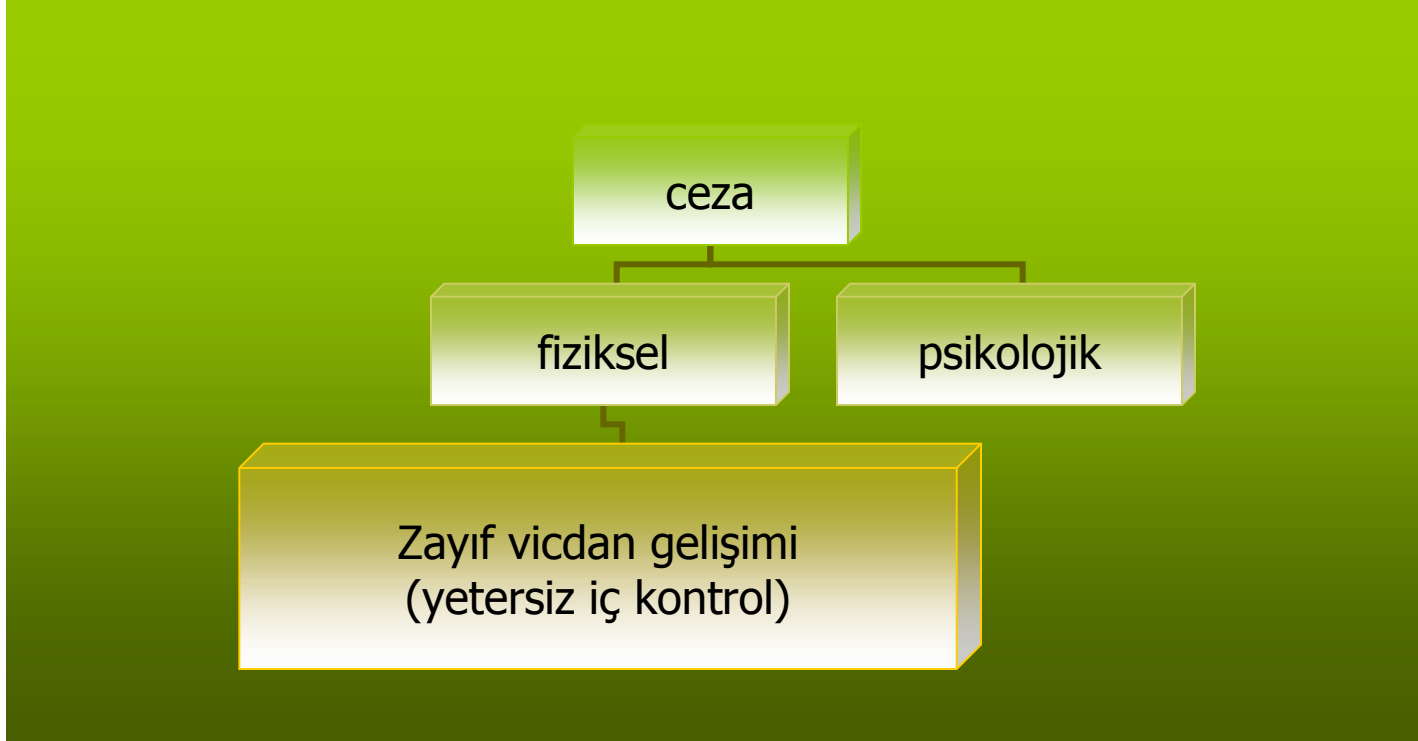 ceza
fiziksel
psikolojik
Zayıf vicdan gelişimi
(yetersiz iç kontrol)